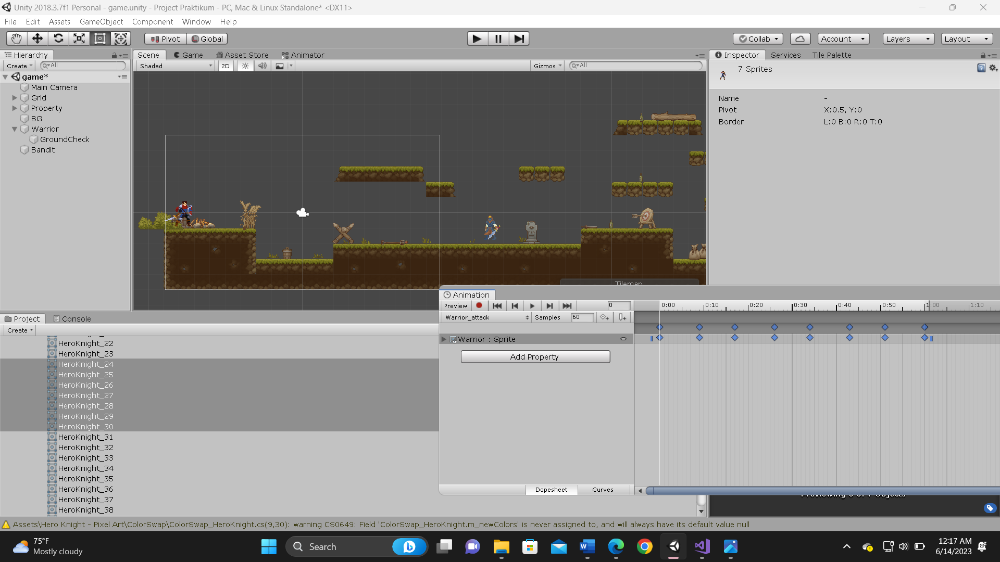 Unity 2018.3.7f1 Personal - game.unity - Project Praktikum - PC, Mac & Linux Standalone* <DX11>
File Edit Assets GameObject Component Window Help
Pivot Global Collab Account Layers Layout
Hierarchy
Create All
game*
Main Camera
Grid
Property
BG
Warrior
GroundCheck
Bandit
Scene Game Asset Store Animator
Shaded 2D Gizmos All
Tilemap
Inspector Services Tile Palette
7 Sprites
Name -
Pivot X:0.5, Y:0
Border L:0 B:0 R:0 T:0
Project Console
Create
HeroKnight_22
HeroKnight_23
HeroKnight_24
HeroKnight_25
HeroKnight_26
HeroKnight_27
HeroKnight_28
HeroKnight_29
HeroKnight_30
HeroKnight_31
HeroKnight_32
HeroKnight_33
HeroKnight_34
HeroKnight_35
HeroKnight_36
HeroKnight_37
HeroKnight_38
Animation
Preview 0 0:00 0:10 0:20 0:30 0:40 0:50 1:00 1:10
Warrior_attack Samples 60
Warrior : Sprite
Add Property
Dopesheet Curves
Assets\Hero Knight - Pixel Art\ColorSwap\ColorSwap_HeroKnight.cs(9,30): warning CS0649: Field 'ColorSwap_HeroKnight.m_newColors' is never assigned to, and will always have its default value null
75°F
Mostly cloudy
Search
12:17 AM
6/14/2023